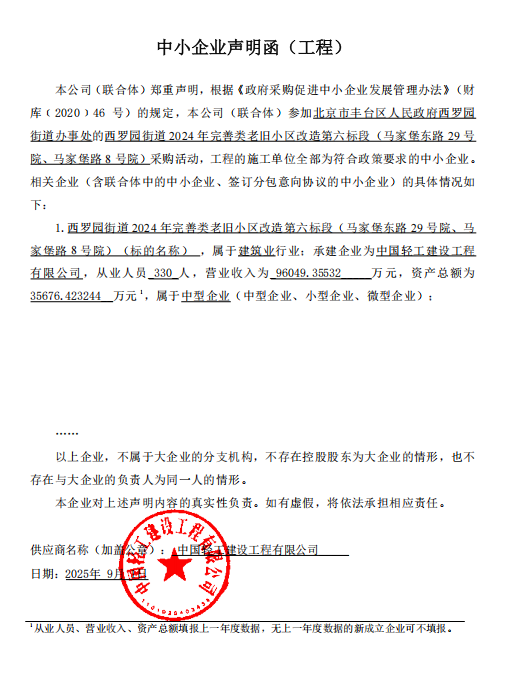 中小企业声明函（工程）
本公司（联合体）郑重声明，根据《政府采购促进中小企业发展管理办法》（财
库﹝2020﹞46 号）的规定，本公司（联合体）参加北京市丰台区人民政府西罗园
街道办事处的西罗园街道 2024 年完善类老旧小区改造第六标段（马家堡东路 29 号
院、马家堡路 8 号院）采购活动，工程的施工单位全部为符合政策要求的中小企业。
相关企业（含联合体中的中小企业、签订分包意向协议的中小企业）的具体情况如
下：
1. 西罗园街道 2024 年完善类老旧小区改造第六标段（马家堡东路 29 号院、马
家堡路 8 号院）（标的名称） ，属于建筑业行业；承建企业为中国轻工建设工程
有限公司，从业人员 330 人，营业收入为 96049.35532 万元，资产总额为
35676.423244 万元¹，属于中型企业（中型企业、小型企业、微型企业）；
……
以上企业，不属于大企业的分支机构，不存在控股股东为大企业的情形，也不
存在与大企业的负责人为同一人的情形。
本企业对上述声明内容的真实性负责。如有虚假，将依法承担相应责任。
供应商名称（加盖公章）：中国轻工建设工程有限公司
日期：2025年 9月
中国轻工建设工程有限公司
¹从业人员、营业收入、资产总额填报上一年度数据，无上一年度数据的新成立企业可不填报。